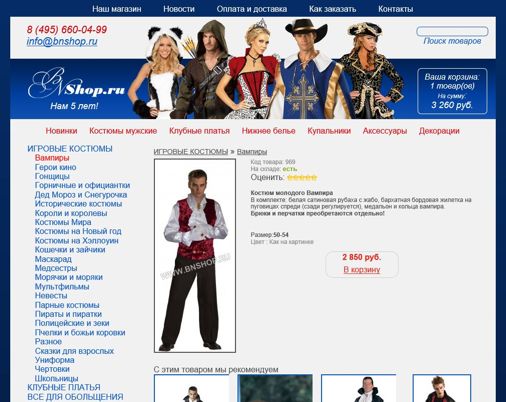 Наш магазин Новости Оплата и доставка Как заказать Контакты
8 (495) 660-04-99
info@bnshop.ru
Поиск товаров
BNShop.ru
Нам 5 лет!
Ваша корзина:
1 товар(ов)
На сумму:
3 260 руб.
Новинки Костюмы мужские Клубные платья Нижнее белье Купальники Аксессуары Декорации
ИГРОВЫЕ КОСТЮМЫ
Вампиры
Герои кино
Гонщицы
Горничные и официантки
Дед Мороз и Снегурочка
Исторические костюмы
Короли и королевы
Костюмы Мира
Костюмы на Новый год
Костюмы на Хэллоуин
Кошечки и зайчики
Маскарад
Медсестры
Морячки и моряки
Мультфильмы
Невесты
Парные костюмы
Пираты и пиратки
Полицейские и зеки
Пчелки и божьи коровки
Разное
Сказки для взрослых
Униформа
Чертовки
Школьницы
КЛУБНЫЕ ПЛАТЬЯ
ВСЕ ДЛЯ ОБОЛЬЩЕНИЯ
ИГРОВЫЕ КОСТЮМЫ » Вампиры
WWW.BNSHOP.RU
Код товара: 969
На складе: есть
Оценить:
Костюм молодого Вампира
В комплекте: белая сатиновая рубаха с жабо, бархатная бордовая жилетка на
пуговицах спреди (сзади регулируется), медальон и кольца вампира.
Брюки и перчатки преобретаются отдельно!
Размер:50-54
Цвет : Как на картинке
2 850 руб.
В корзину
С этим товаром мы рекомендуем